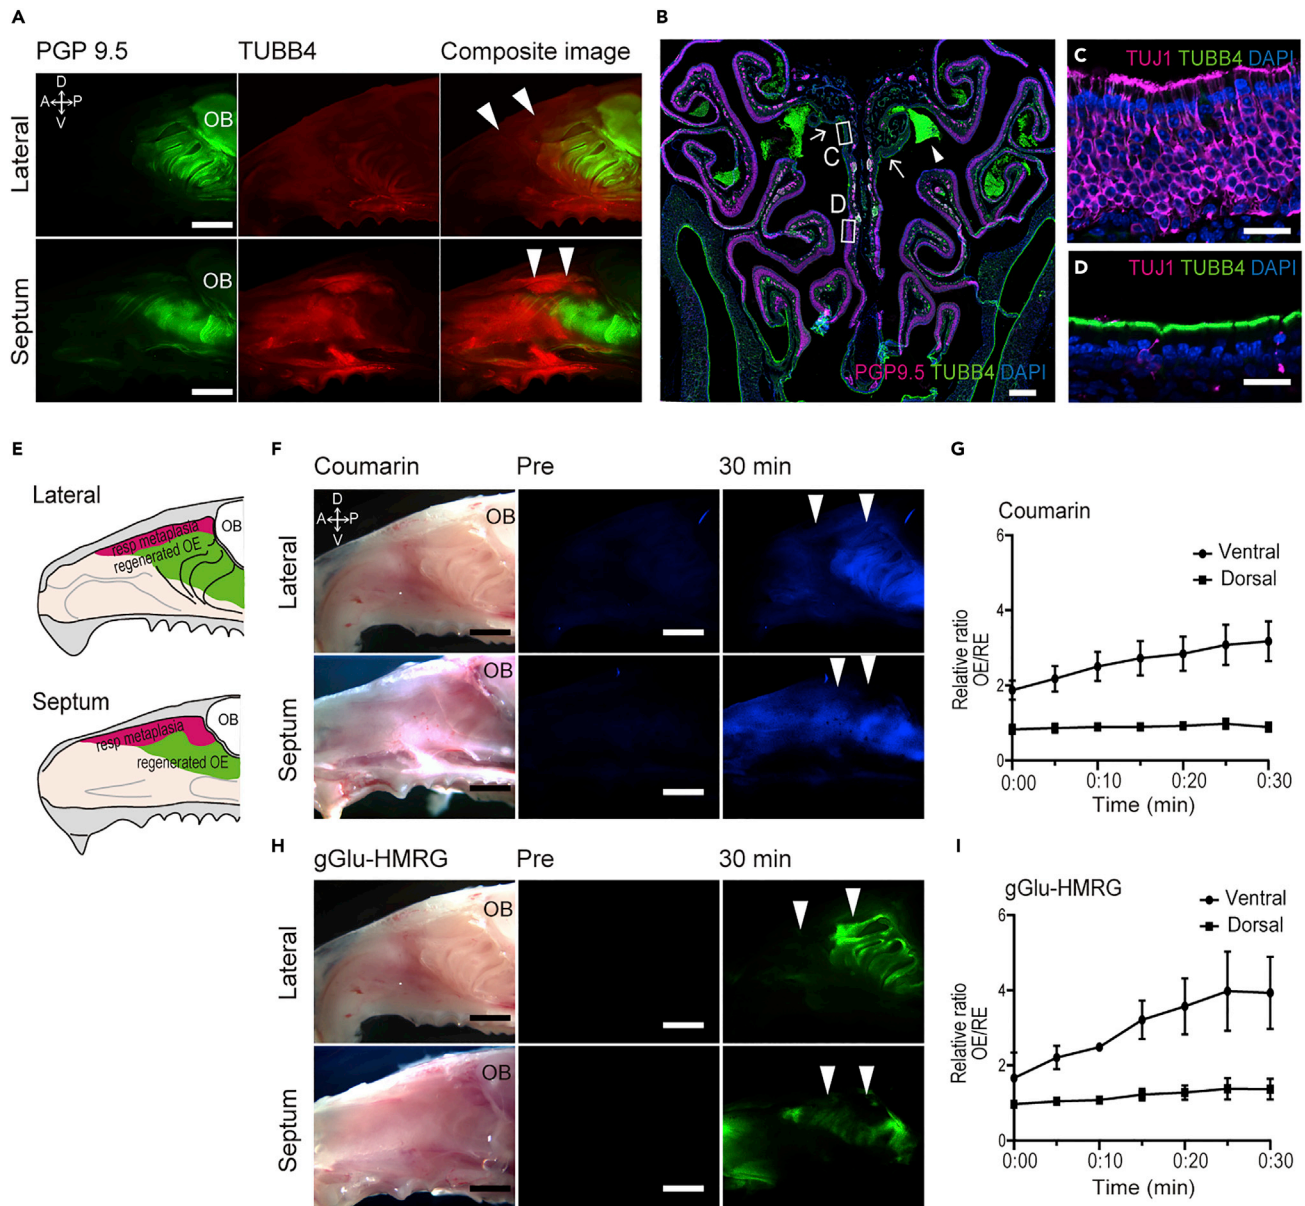 A
PGP 9.5
TUBB4
Composite image
D
A P
V
OB
Lateral
OB
Septum
B
C
D
PGP9.5 TUBB4 DAPI
C
TUJ1 TUBB4 DAPI
D
TUJ1 TUBB4 DAPI
E
Lateral
resp metaplasia
regenerated OE
OB
Septum
resp metaplasia
regenerated OE
OB
F
Coumarin
Pre
30 min
D
A P
V
OB
Lateral
OB
Septum
G
Coumarin
6
4
2
0
Relative ratio
OE/RE
Ventral
Dorsal
0:00
0:10
0:20
0:30
Time (min)
H
gGlu-HMRG
Pre
30 min
OB
Lateral
OB
Septum
I
gGlu-HMRG
6
4
2
0
Relative ratio
OE/RE
Ventral
Dorsal
0:00
0:10
0:20
0:30
Time (min)